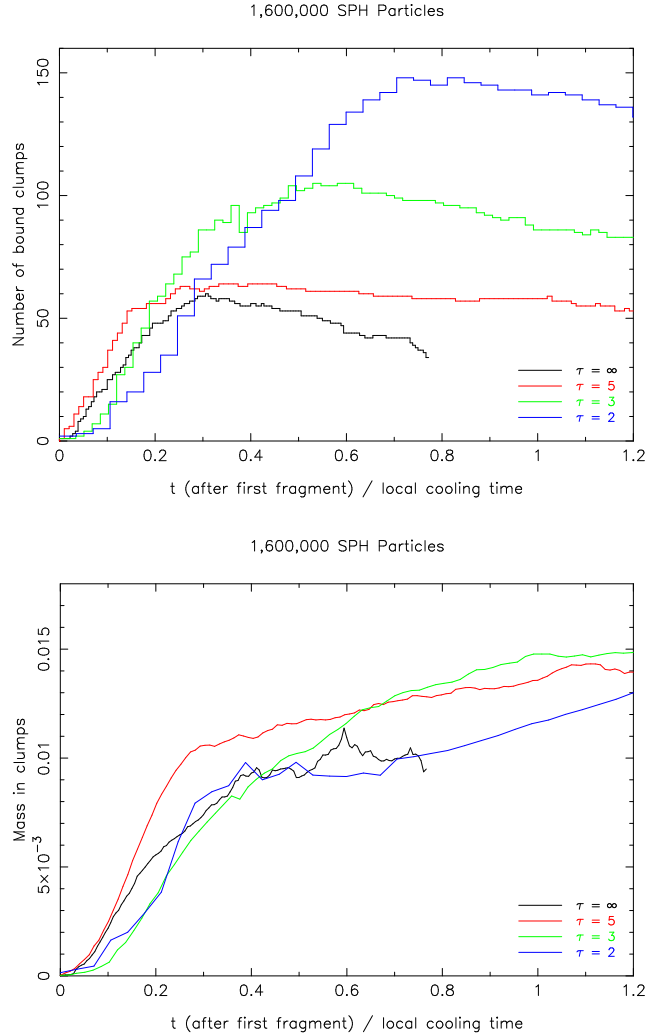 1,600,000 SPH Particles
Number of bound clumps
150
100
50
0
0 0.2 0.4 0.6 0.8 1 1.2
τ = ∞
τ = 5
τ = 3
τ = 2
t (after first fragment) / local cooling time
1,600,000 SPH Particles
Mass in clumps
0.015
0.01
5×10⁻³
0
0 0.2 0.4 0.6 0.8 1 1.2
τ = ∞
τ = 5
τ = 3
τ = 2
t (after first fragment) / local cooling time